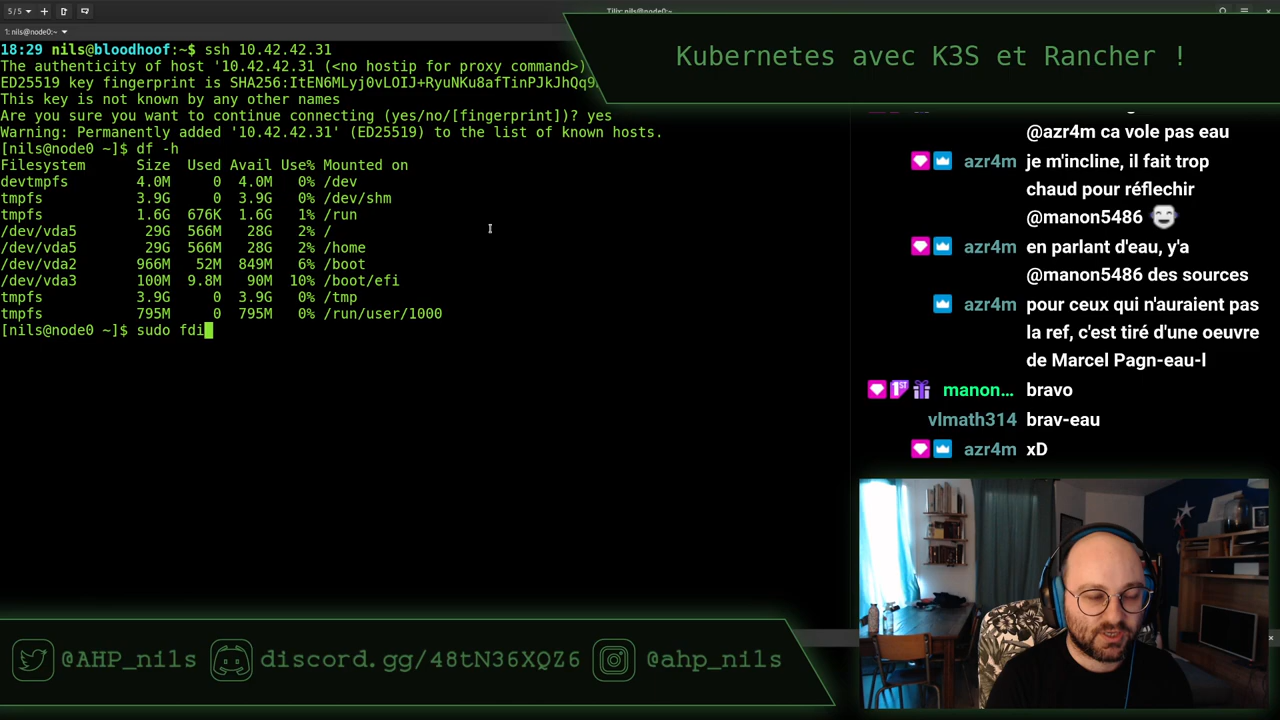 5/5
Tilix: nils@node0:~
1: nils@node0:~
18:29 nils@bloodhoof:~$ ssh 10.42.42.31
The authenticity of host '10.42.42.31 (<no hostip for proxy command>)
ED25519 key fingerprint is SHA256:ItEN6MLyj0vLOIJ+RyuNKu8afTinPJkJhQq9
This key is not known by any other names
Are you sure you want to continue connecting (yes/no/[fingerprint])? yes
Warning: Permanently added '10.42.42.31' (ED25519) to the list of known hosts.
[nils@node0 ~]$ df -h
Filesystem Size Used Avail Use% Mounted on
devtmpfs 4.0M 0 4.0M 0% /dev
tmpfs 3.9G 0 3.9G 0% /dev/shm
tmpfs 1.6G 676K 1.6G 1% /run
/dev/vda5 29G 566M 28G 2% /
/dev/vda5 29G 566M 28G 2% /home
/dev/vda2 966M 52M 849M 6% /boot
/dev/vda3 100M 9.8M 90M 10% /boot/efi
tmpfs 3.9G 0 3.9G 0% /tmp
tmpfs 795M 0 795M 0% /run/user/1000
[nils@node0 ~]$ sudo fdi
Kubernetes avec K3S et Rancher !
@azr4m ca vole pas eau
azr4m je m'incline, il fait trop
chaud pour réflechir
@manon5486
azr4m en parlant d'eau, y'a
@manon5486 des sources
azr4m pour ceux qui n'auraient pas
la ref, c'est tiré d'une oeuvre
de Marcel Pagn-eau-l
manon… bravo
vlmath314 brav-eau
azr4m xD
@AHP_nils discord.gg/48tN36XQZ6 @ahp_nils